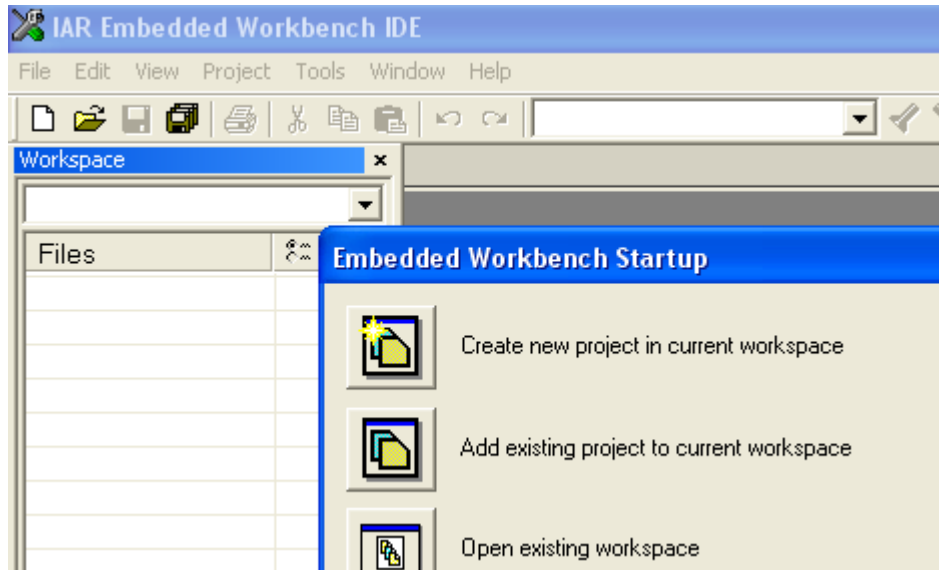 IAR Embedded Workbench IDE
File Edit View Project Tools Window Help
Workspace
Files
Embedded Workbench Startup
Create new project in current workspace
Add existing project to current workspace
Open existing workspace